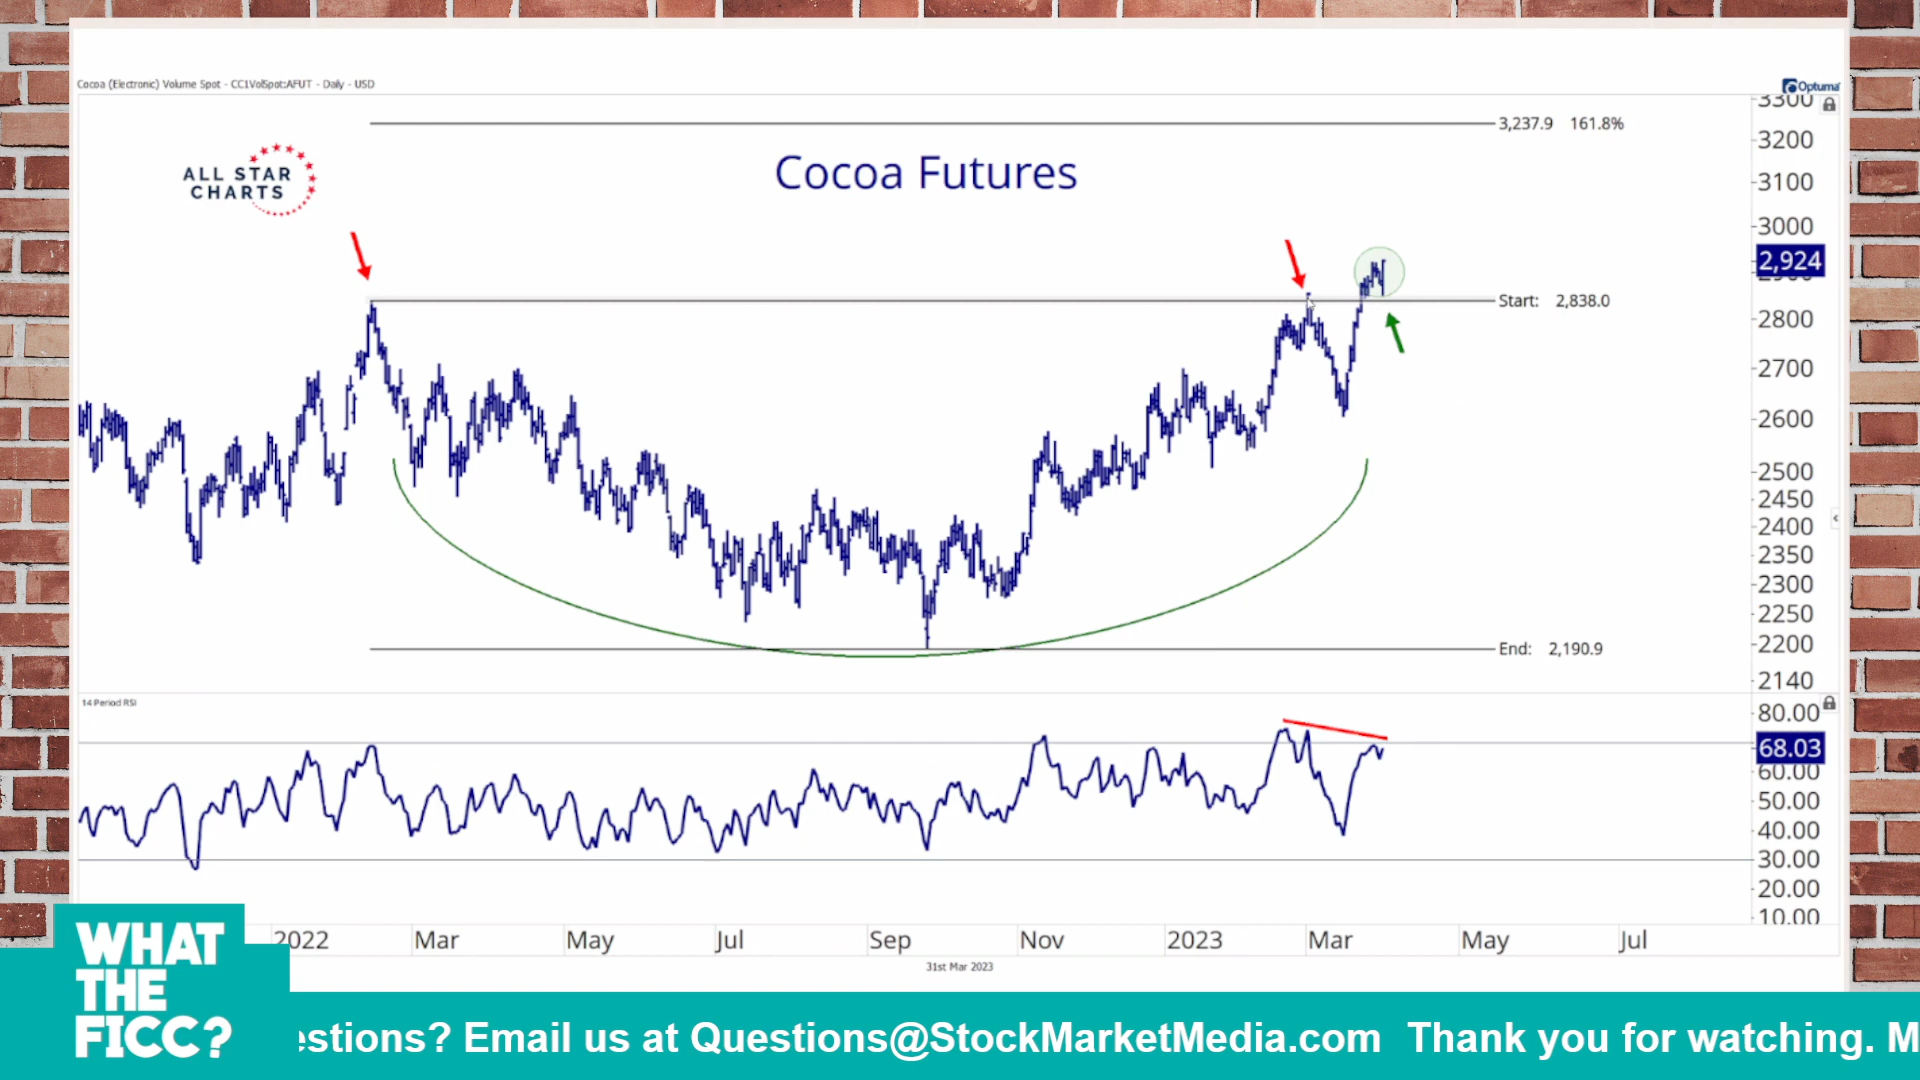 Cocoa (Electronic) Volume Spot - CC1VolSpot:AFUT - Daily - USD
Optuma
ALL STAR
CHARTS
Cocoa Futures
3,237.9 161.8%
Start: 2,838.0
End: 2,190.9
3300
3200
3100
3000
2,924
2800
2700
2600
2500
2450
2400
2350
2300
2250
2200
2140
14 Period RSI
80.00
68.03
60.00
50.00
40.00
30.00
20.00
10.00
2022 Mar May Jul Sep Nov 2023 Mar May Jul
31st Mar 2023
WHAT
THE
FICC?
estions? Email us at Questions@StockMarketMedia.com Thank you for watching. M